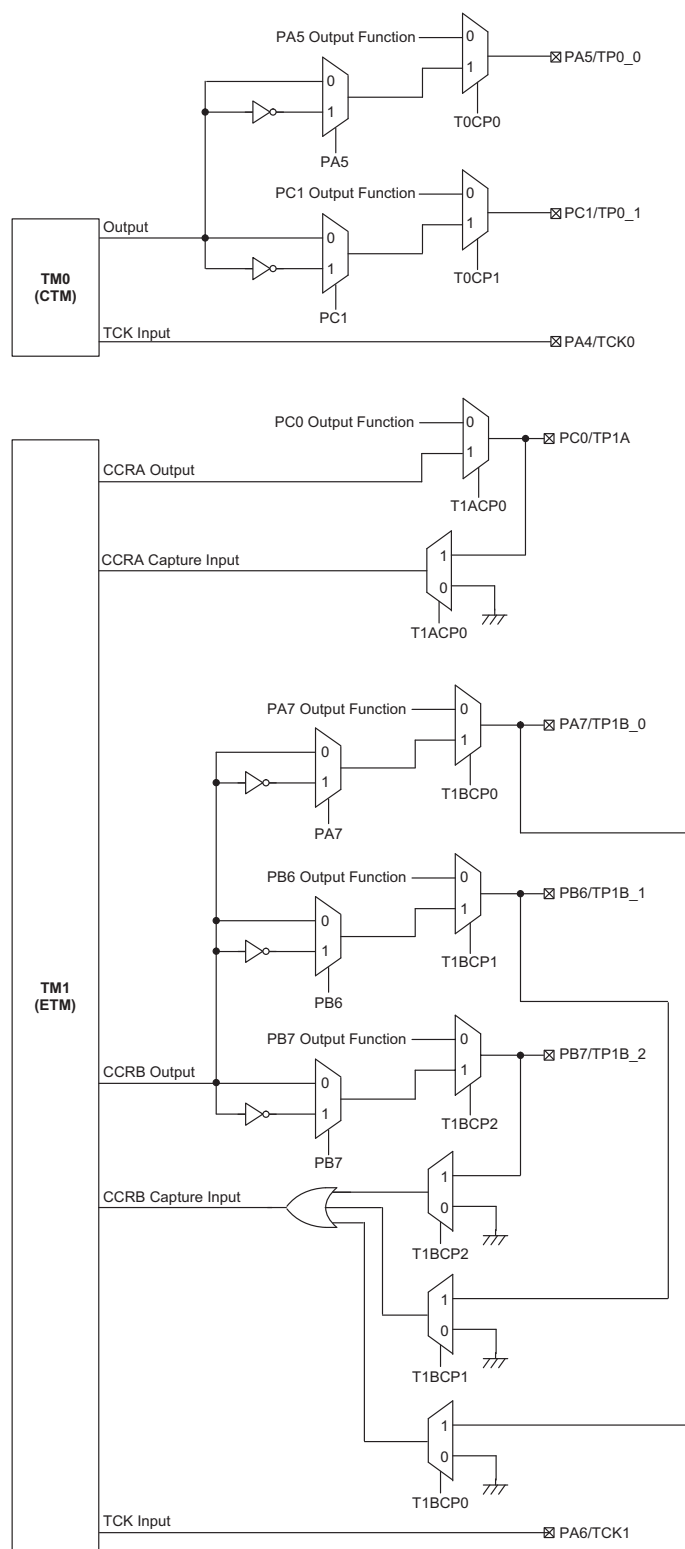 PA5 Output Function
0
1
PA5/TP0_0
0
1
T0CP0
PA5
PC1 Output Function
0
1
PC1/TP0_1
Output
0
1
T0CP1
TM0
(CTM)
PC1
TCK Input
PA4/TCK0
PC0 Output Function
0
1
PC0/TP1A
CCRA Output
T1ACP0
CCRA Capture Input
1
0
T1ACP0
PA7 Output Function
0
1
PA7/TP1B_0
0
1
T1BCP0
PA7
PB6 Output Function
0
1
PB6/TP1B_1
0
1
T1BCP1
PB6
TM1
(ETM)
PB7 Output Function
0
1
PB7/TP1B_2
CCRB Output
0
1
T1BCP2
PB7
CCRB Capture Input
1
0
T1BCP2
1
0
T1BCP1
1
0
T1BCP0
TCK Input
PA6/TCK1